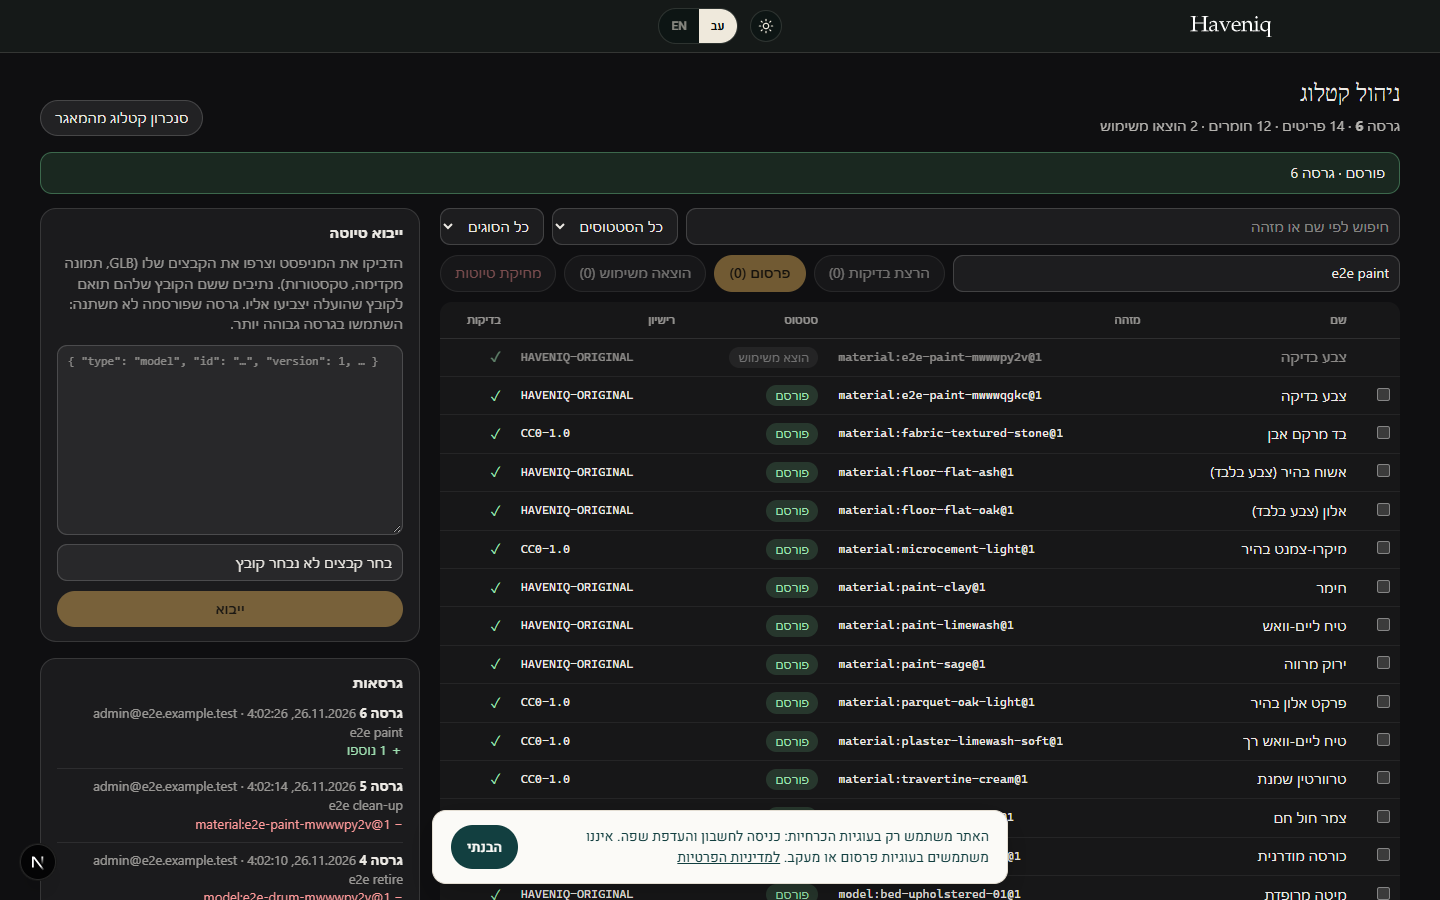 Haveniq
עב
EN
ניהול קטלוג
גרסה 6 · 14 פריטים · 12 חומרים · 2 הוצאו משימוש
סנכרון קטלוג מהמאגר
פורסם · גרסה 6
חיפוש לפי שם או מזהה
כל הסטטוסים
כל הסוגים
e2e paint
הרצת בדיקות (0)
פרסום (0)
הוצאה משימוש (0)
מחיקת טיוטות
שם מזהה סטטוס רישיון בדיקות
צבע בדיקה material:e2e-paint-mwwwpy2v@1 הוצא משימוש HAVENIQ-ORIGINAL ✓
צבע בדיקה material:e2e-paint-mwwwqgkc@1 פורסם HAVENIQ-ORIGINAL ✓
בד מרקם אבן material:fabric-textured-stone@1 פורסם CC0-1.0 ✓
אשוח בהיר (צבע בלבד) material:floor-flat-ash@1 פורסם HAVENIQ-ORIGINAL ✓
אלון (צבע בלבד) material:floor-flat-oak@1 פורסם HAVENIQ-ORIGINAL ✓
מיקרו-צמנט בהיר material:microcement-light@1 פורסם CC0-1.0 ✓
חימר material:paint-clay@1 פורסם HAVENIQ-ORIGINAL ✓
טיח ליים-וואש material:paint-limewash@1 פורסם HAVENIQ-ORIGINAL ✓
ירוק מרווה material:paint-sage@1 פורסם HAVENIQ-ORIGINAL ✓
פרקט אלון בהיר material:parquet-oak-light@1 פורסם CC0-1.0 ✓
טיח ליים-וואש רך material:plaster-limewash-soft@1 פורסם CC0-1.0 ✓
טרוורטין שמנת material:travertine-cream@1 פורסם CC0-1.0 ✓
צמר חול חם
כורסה מודרנית
מיטה מרופדת model:bed-upholstered-01@1 פורסם HAVENIQ-ORIGINAL ✓
ייבוא טיוטה
הדביקו את המניפסט וצרפו את הקבצים שלו (GLB, תמונה
מקדימה, טקסטורות). נתיבים ששם הקובץ שלהם תואם
לקובץ שהועלה יצביעו אליו. גרסה שפורסמה לא משתנה:
השתמשו בגרסה גבוהה יותר.
{ "type": "model", "id": "…", "version": 1, … }
בחר קבצים לא נבחר קובץ
ייבוא
גרסאות
גרסה 6 26.11.2026, 4:02:26 · admin@e2e.example.test
e2e paint
+ 1 נוספו
גרסה 5 26.11.2026, 4:02:14 · admin@e2e.example.test
e2e clean-up
− material:e2e-paint-mwwwpy2v@1
גרסה 4 26.11.2026, 4:02:10 · admin@e2e.example.test
e2e retire
− model:e2e-drum-mwwwpy2v@1
האתר משתמש רק בעוגיות הכרחיות: כניסה לחשבון והעדפת שפה. איננו
משתמשים בעוגיות פרסום או מעקב. למדיניות הפרטיות
הבנתי
N